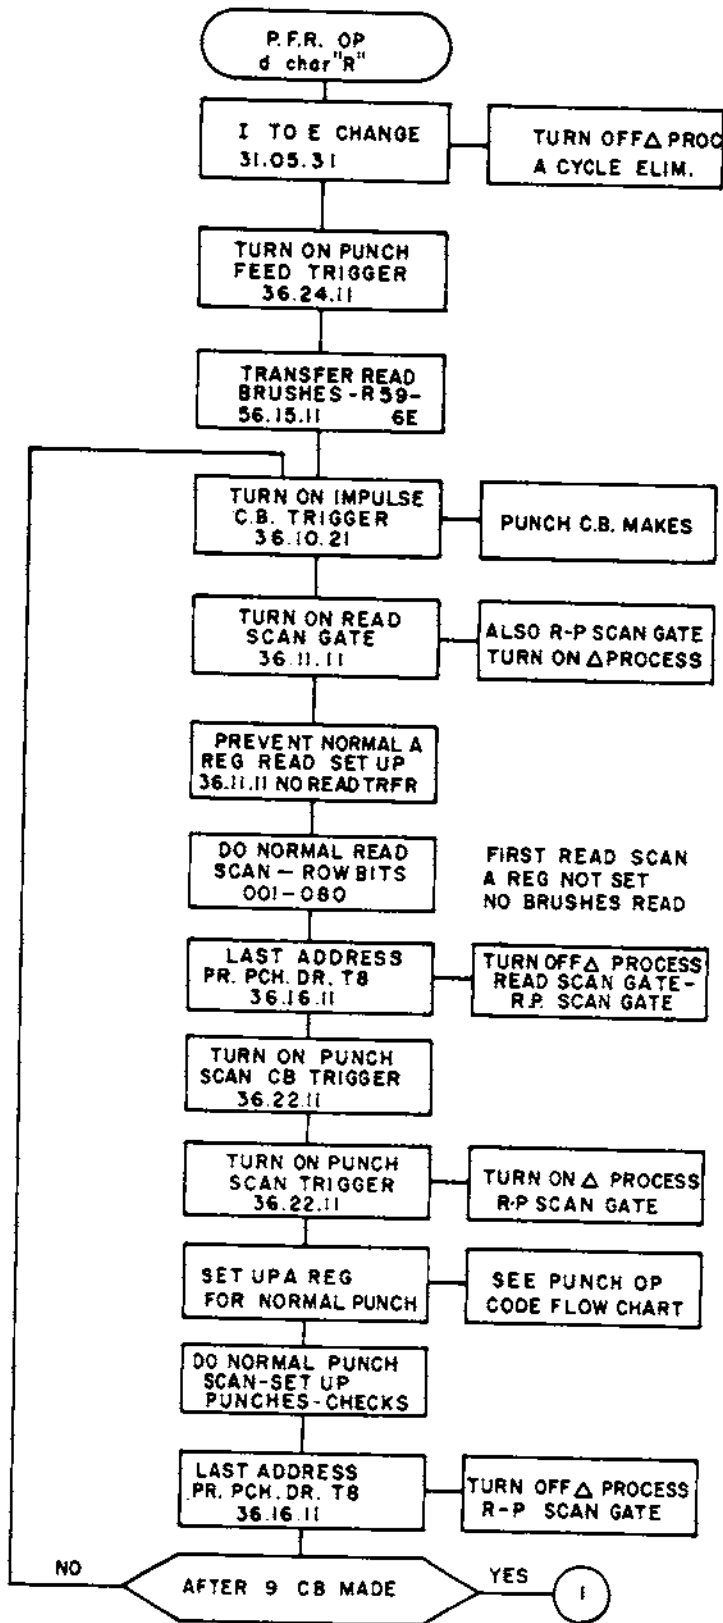 P.F.R. OP
d char "R"
I TO E CHANGE
31.05.31
TURN OFF Δ PROC
A CYCLE ELIM.
TURN ON PUNCH
FEED TRIGGER
36.24.11
TRANSFER READ
BRUSHES-R59-
56.15.11 6E
TURN ON IMPULSE
C.B. TRIGGER
36.10.21
PUNCH C.B. MAKES
TURN ON READ
SCAN GATE
36.11.11
ALSO R-P SCAN GATE
TURN ON Δ PROCESS
PREVENT NORMAL A
REG READ SET UP
36.11.11 NO READ TRFR
DO NORMAL READ
SCAN - ROW BITS
001-080
FIRST READ SCAN
A REG NOT SET
NO BRUSHES READ
LAST ADDRESS
PR. PCH. DR. T8
36.16.11
TURN OFF Δ PROCESS
READ SCAN GATE-
R.P. SCAN GATE
TURN ON PUNCH
SCAN CB TRIGGER
36.22.11
TURN ON PUNCH
SCAN TRIGGER
36.22.11
TURN ON Δ PROCESS
R-P SCAN GATE
SET UP A REG
FOR NORMAL PUNCH
SEE PUNCH OP
CODE FLOW CHART
DO NORMAL PUNCH
SCAN-SET UP
PUNCHES-CHECKS
LAST ADDRESS
PR. PCH. DR. T8
36.16.11
TURN OFF Δ PROCESS
R-P SCAN GATE
NO
AFTER 9 CB MADE
YES
1